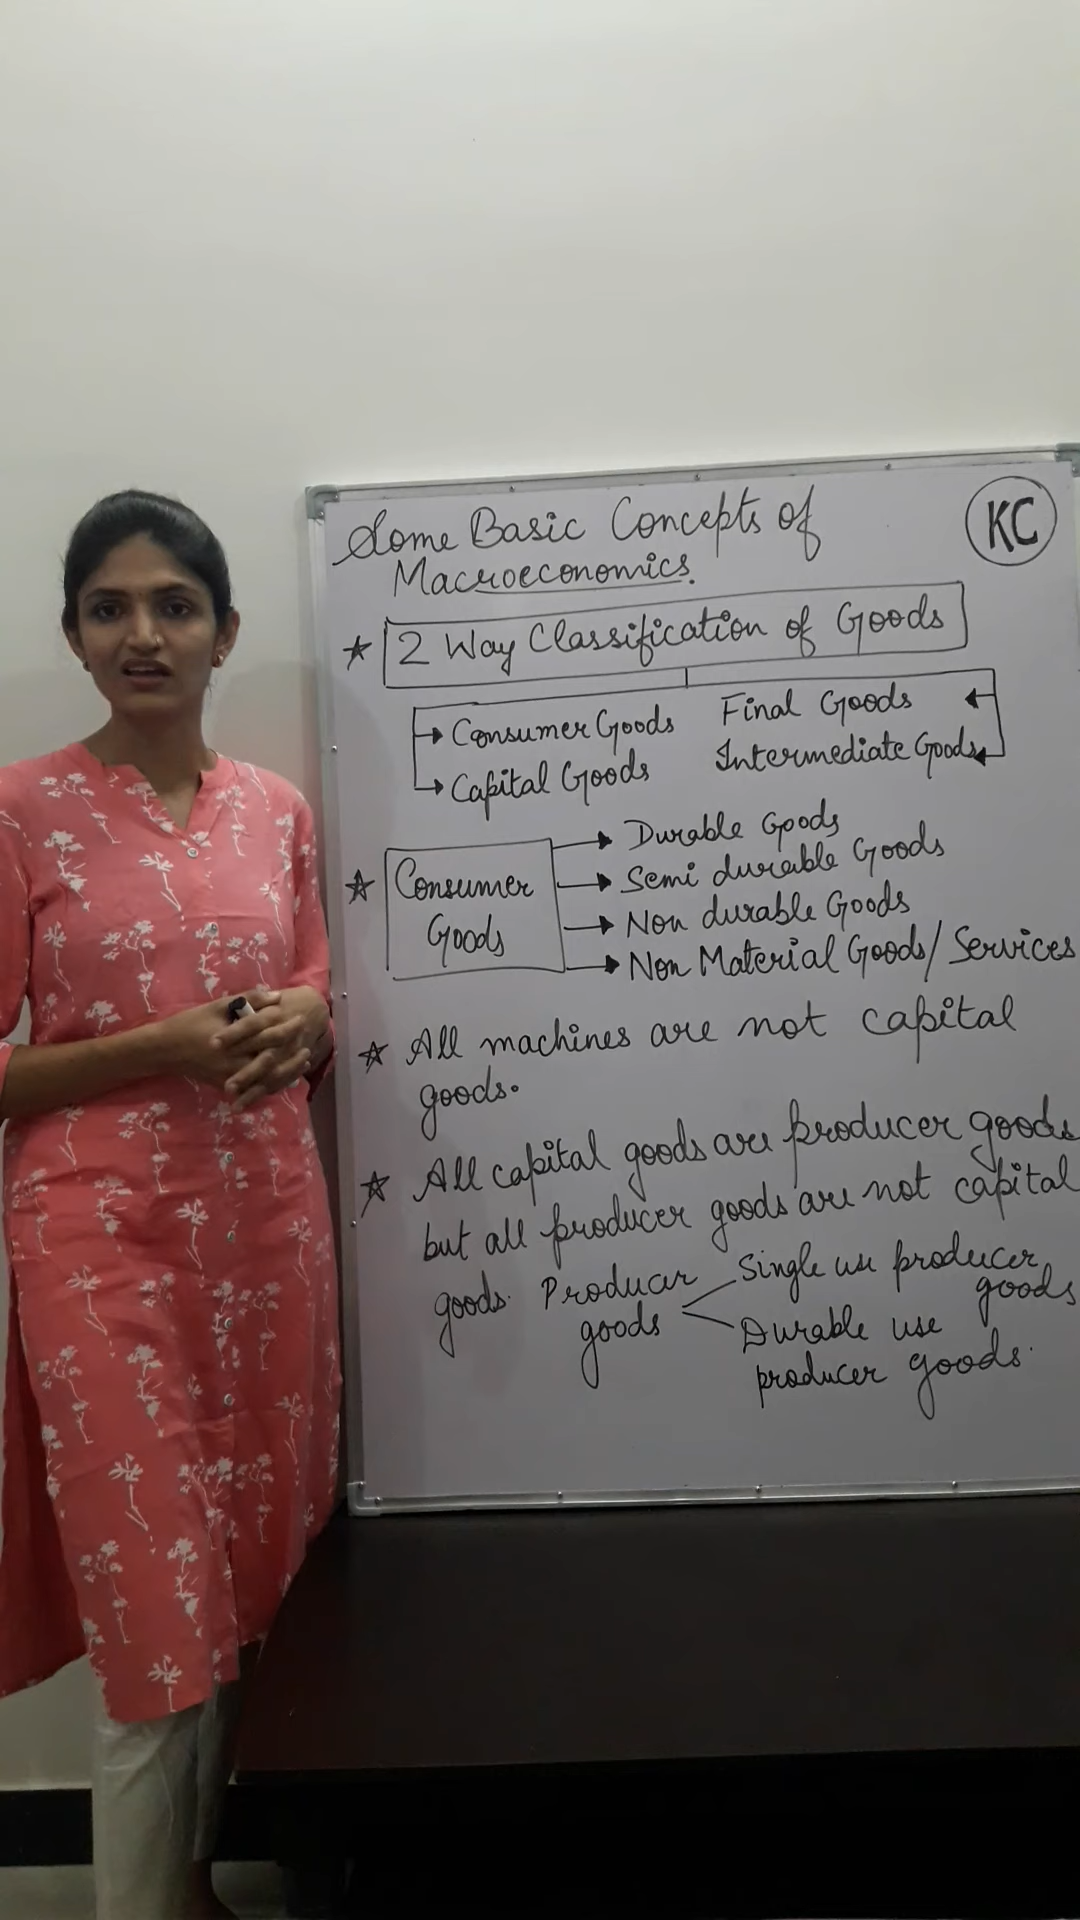 Some Basic Concepts of
Macroeconomics.
KC
2 Way Classification of Goods
Consumer Goods
Capital Goods
Final Goods
Intermediate Goods
Consumer
Goods
Durable Goods
Semi durable Goods
Non durable Goods
Non Material Goods/Services
All machines are not capital
goods.
All capital goods are producer goods
but all producer goods are not capital
goods.
Producer
goods
Single use producer
goods
Durable use
producer goods.